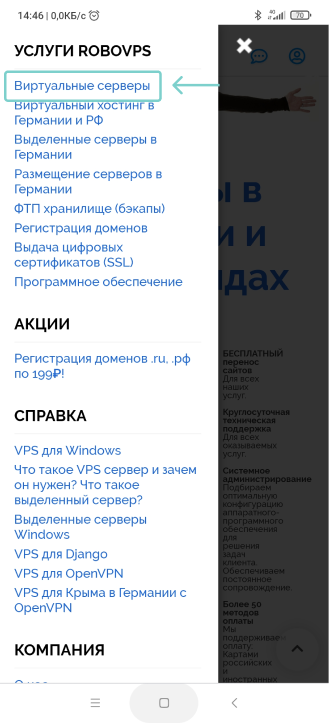 14:46 | 0,0КБ/с
4G
70
УСЛУГИ ROBOVPS
Виртуальные серверы
Виртуальный хостинг в
Германии и РФ
Выделенные серверы в
Германии
Размещение серверов в
Германии
ФТП хранилище (бэкапы)
Регистрация доменов
Выдача цифровых
сертификатов (SSL)
Программное обеспечение
АКЦИИ
Регистрация доменов .ru, .рф
по 199₽!
СПРАВКА
VPS для Windows
Что такое VPS сервер и зачем
он нужен? Что такое
выделенный сервер?
Выделенные серверы
Windows
VPS для Django
VPS для OpenVPN
VPS для Крыма в Германии с
OpenVPN
КОМПАНИЯ
ы в
и и
дах
БЕСПЛАТНЫЙ
перенос
сайтов
Для всех
наших
услуг.
Круглосуточная
техническая
поддержка
Для всех
оказываемых
услуг.
Системное
администрирование
Подбираем
оптимальную
конфигурацию
аппаратного-
программного
обеспечения
для
решения
задач
клиента.
Обеспечиваем
постоянное
сопровождение...
Более 50
методов
оплаты
Мы
поддерживаем
оплату:
Картами
российских
и
иностранных